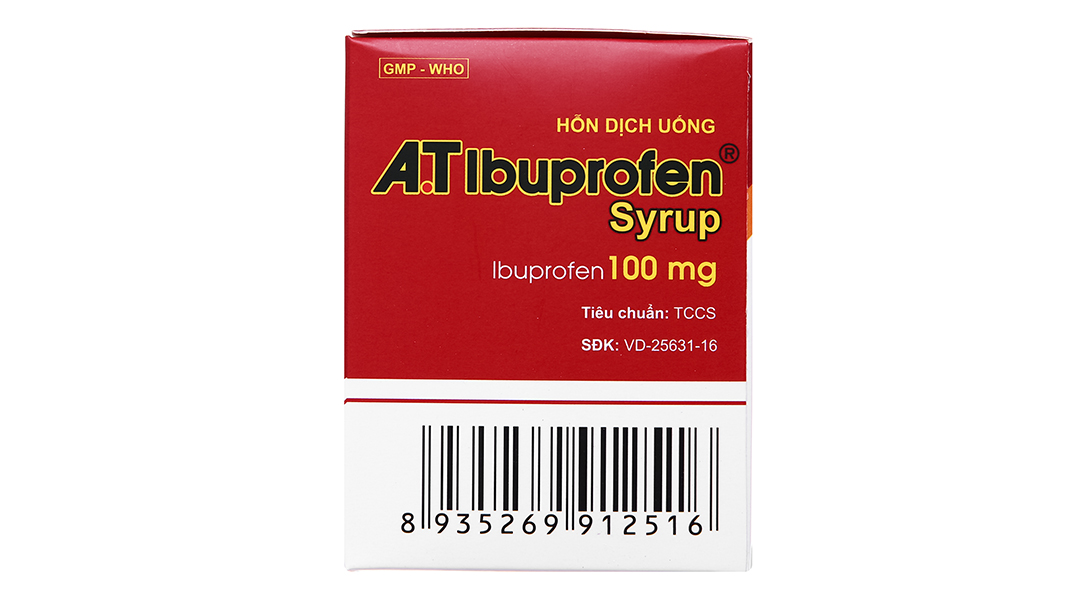 GMP - WHO
HỖN DỊCH UỐNG
A.T Ibuprofen®
Syrup
Ibuprofen 100 mg
Tiêu chuẩn: TCCS
SĐK: VD-25631-16
8 935269 912516